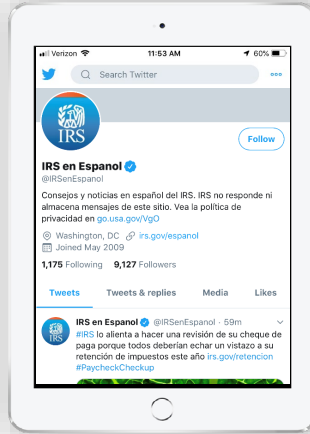 Verizon 11:53 AM 60%
Search Twitter
IRS
Follow
IRS en Espanol
@IRSenEspanol
Consejos y noticias en español del IRS. IRS no responde ni
almacena mensajes de este sitio. Vea la política de
privacidad en go.usa.gov/VgO
Washington, DC irs.gov/espanol
Joined May 2009
1,175 Following 9,127 Followers
Tweets Tweets & replies Media Likes
IRS en Espanol @IRSenEspanol · 59m
#IRS lo alienta a hacer una revisión de su cheque de
paga porque todos deberían echar un vistazo a su
retención de impuestos este año irs.gov/retencion
#PaycheckCheckup
IRS